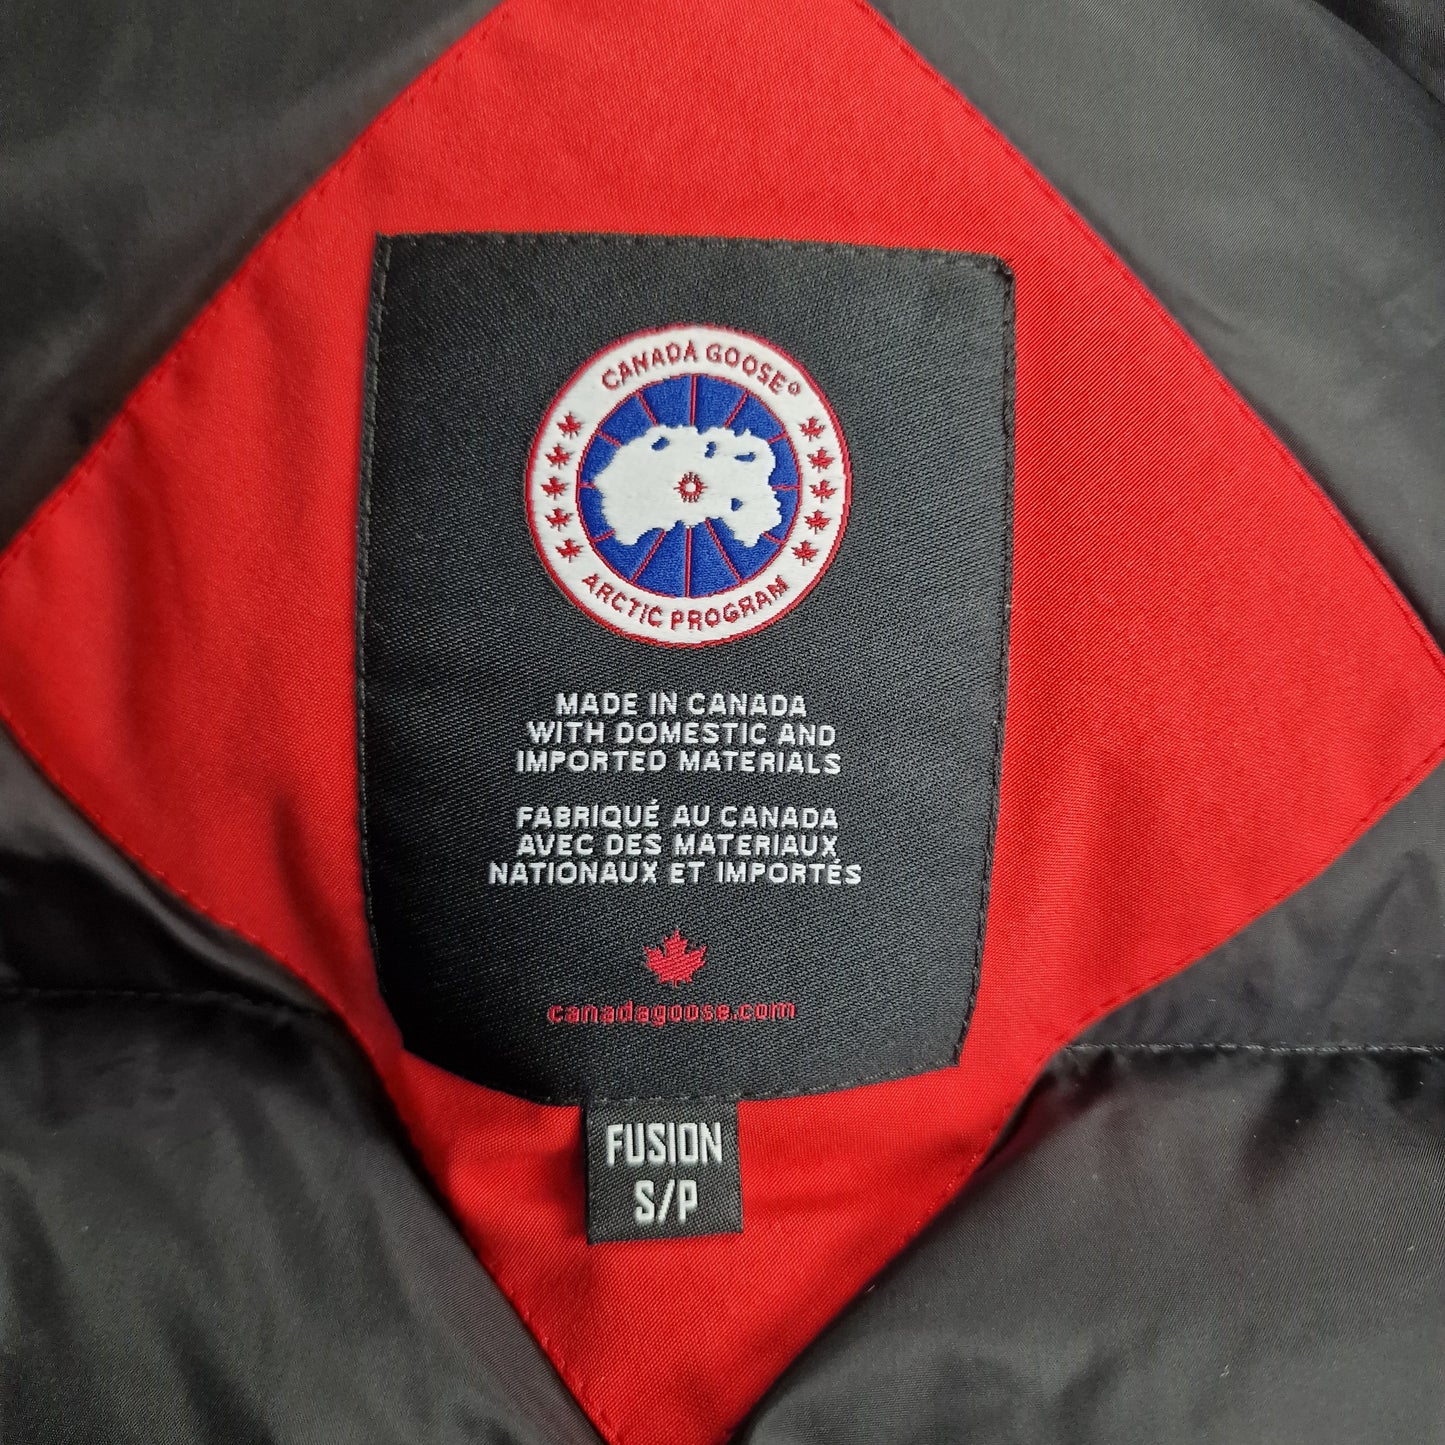 CANADA GOOSE®
ARCTIC PROGRAM
MADE IN CANADA
WITH DOMESTIC AND
IMPORTED MATERIALS
FABRIQUÉ AU CANADA
AVEC DES MATERIAUX
NATIONAUX ET IMPORTÉS
canadagoose.com
FUSION
S/P